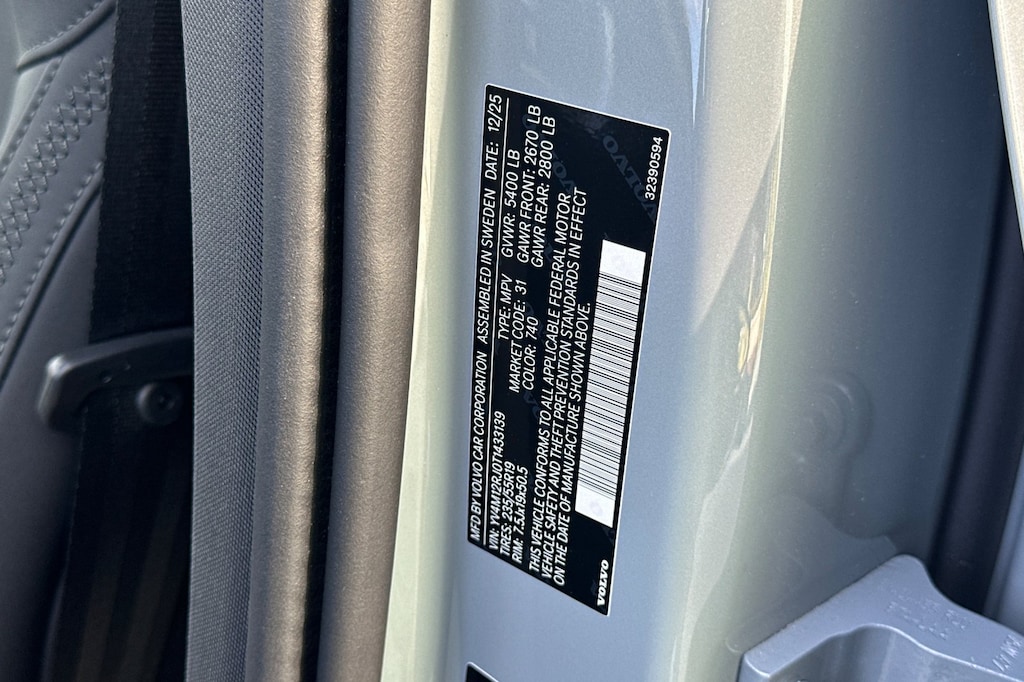 MFD BY VOLVO CAR CORPORATION ASSEMBLED IN SWEDEN DATE: 12/25
VIN: YV4M12RJ0T1433139 TYPE: MPV GVWR: 5400 LB
TIRES: 235/55R19 MARKET CODE: 31 GAWR FRONT: 2670 LB
RIM: 7.5Jx19x50.5 COLOR: 740 GAWR REAR: 2800 LB
THIS VEHICLE CONFORMS TO ALL APPLICABLE FEDERAL MOTOR
VEHICLE SAFETY AND THEFT PREVENTION STANDARDS IN EFFECT
ON THE DATE OF MANUFACTURE SHOWN ABOVE.
VOLVO
32390594